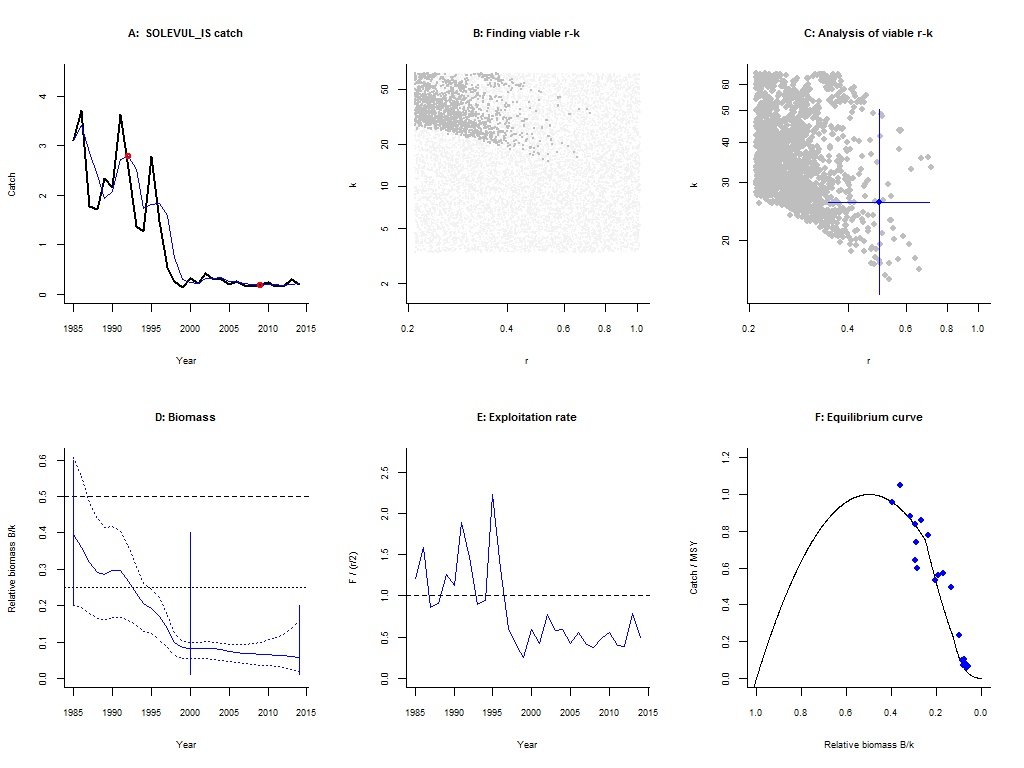 A: SOLEVUL_IS catch
Catch
4
3
2
1
0
1985 1990 1995 2000 2005 2010 2015
Year
B: Finding viable r-k
k
50
20
10
5
2
0.2 0.4 0.6 0.8 1.0
r
C: Analysis of viable r-k
k
60
50
40
30
20
0.2 0.4 0.6 0.8 1.0
r
D: Biomass
Relative biomass B/k
0.6
0.5
0.4
0.3
0.2
0.1
0.0
1985 1990 1995 2000 2005 2010 2015
Year
E: Exploitation rate
F / (r/2)
2.5
2.0
1.5
1.0
0.5
0.0
1985 1990 1995 2000 2005 2010 2015
Year
F: Equilibrium curve
Catch / MSY
1.2
1.0
0.8
0.6
0.4
0.2
0.0
1.0 0.8 0.6 0.4 0.2 0.0
Relative biomass B/k